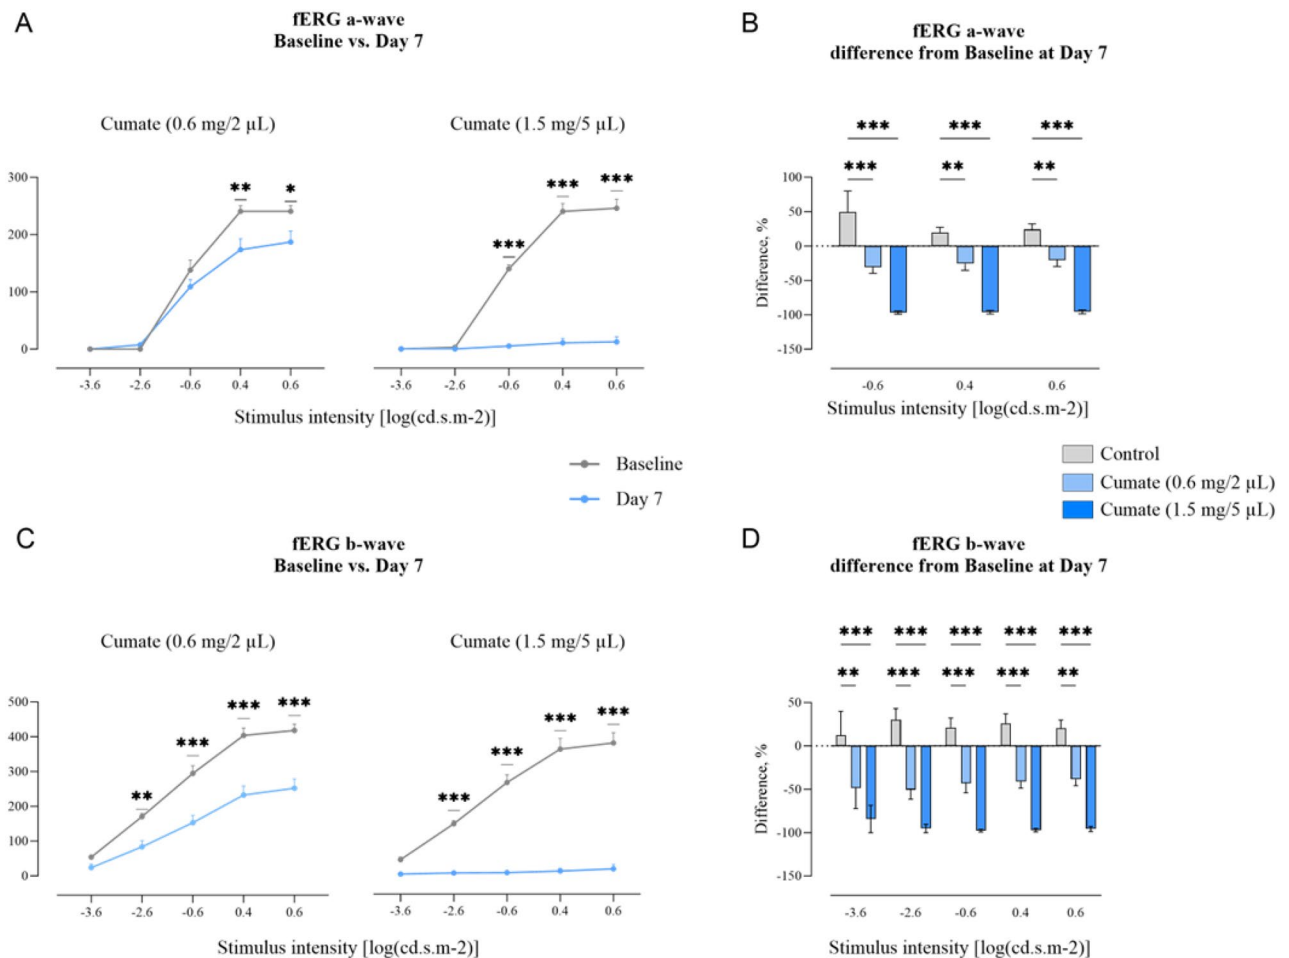 A
fERG a-wave
Baseline vs. Day 7
Cumate (0.6 mg/2 µL)
Cumate (1.5 mg/5 µL)
300
200
100
0
** *
*** *** ***
-3.6 -2.6 -0.6 0.4 0.6
-3.6 -2.6 -0.6 0.4 0.6
Stimulus intensity [log(cd.s.m-2)]
Baseline
Day 7
B
fERG a-wave
difference from Baseline at Day 7
*** *** ***
*** ** **
Difference, %
100
50
0
-50
-100
-150
-0.6 0.4 0.6
Stimulus intensity [log(cd.s.m-2)]
Control
Cumate (0.6 mg/2 µL)
Cumate (1.5 mg/5 µL)
C
fERG b-wave
Baseline vs. Day 7
Cumate (0.6 mg/2 µL)
Cumate (1.5 mg/5 µL)
500
400
300
200
100
0
** *** *** ***
*** *** *** ***
-3.6 -2.6 -0.6 0.4 0.6
-3.6 -2.6 -0.6 0.4 0.6
Stimulus intensity [log(cd.s.m-2)]
D
fERG b-wave
difference from Baseline at Day 7
*** *** *** *** ***
** *** *** *** **
Difference, %
50
0
-50
-100
-150
-3.6 -2.6 -0.6 0.4 0.6
Stimulus intensity [log(cd.s.m-2)]